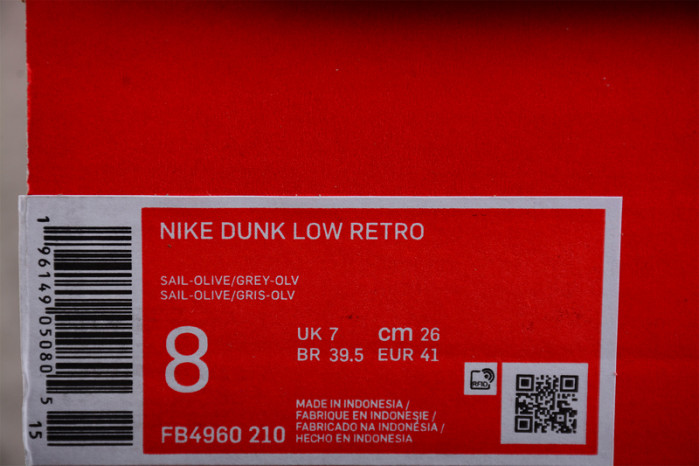 NIKE DUNK LOW RETRO
SAIL-OLIVE/GREY-OLV
SAIL-OLIVE/GRIS-OLV
8
UK 7 cm 26
BR 39.5 EUR 41
RFID
FB4960 210
MADE IN INDONESIA /
FABRIQUE EN INDONESIE /
FABRICADO NA INDONÉSIA /
HECHO EN INDONESIA
1 96149 05080 5
15